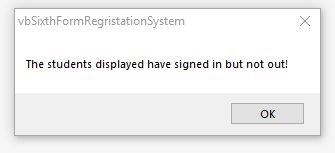 vbSixthFormRegristationSystem
The students displayed have signed in but not out!
OK